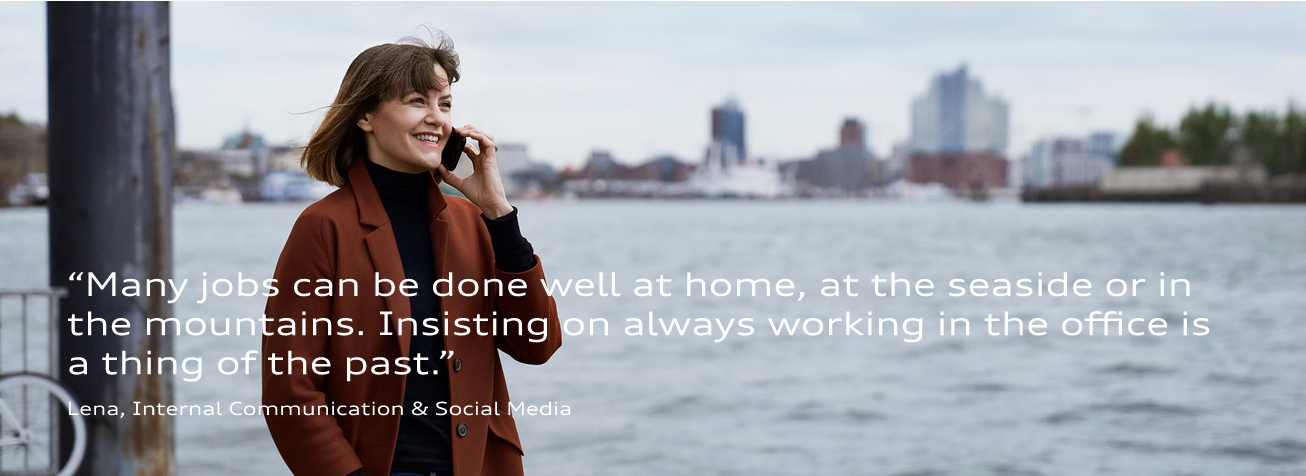 “Many jobs can be done well at home, at the seaside or in
the mountains. Insisting on always working in the office is
a thing of the past.”
Lena, Internal Communication & Social Media